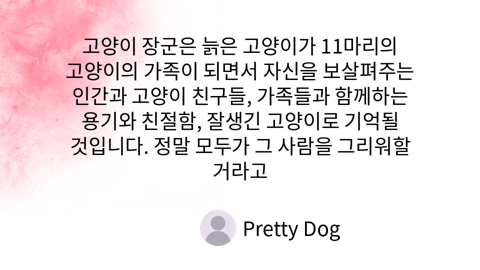 고양이 장군은 늙은 고양이가 11마리의
고양이의 가족이 되면서 자신을 보살펴주는
인간과 고양이 친구들, 가족들과 함께하는
용기와 친절함, 잘생긴 고양이로 기억될
것입니다. 정말 모두가 그 사람을 그리워할
거라고
Pretty Dog